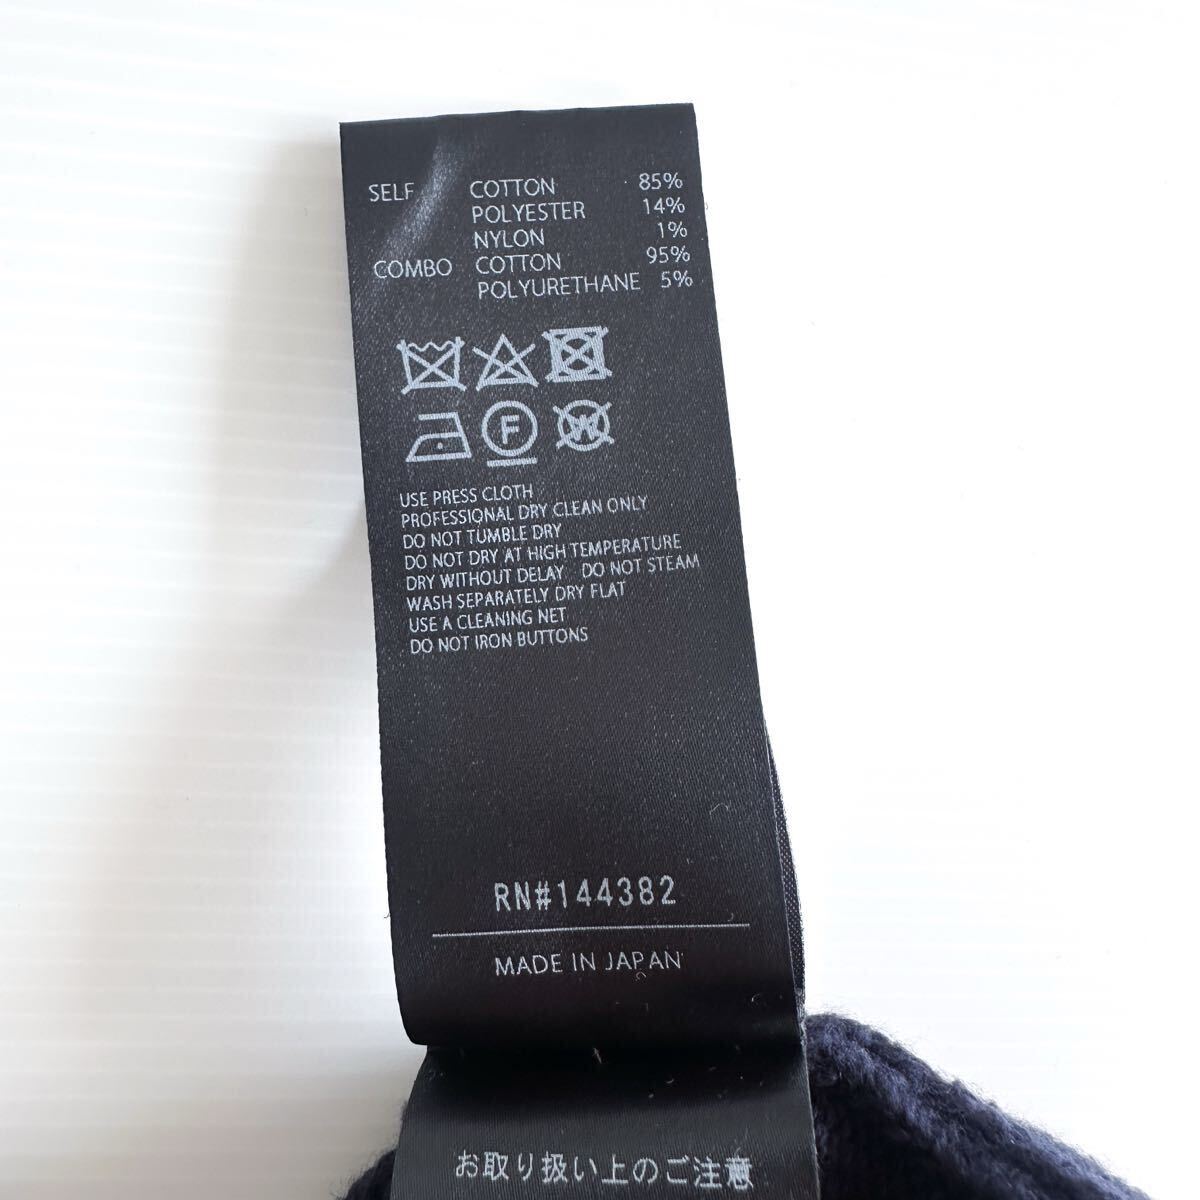 SELF COTTON 85%
POLYESTER 14%
NYLON 1%
COMBO COTTON 95%
POLYURETHANE 5%
F W
USE PRESS CLOTH
PROFESSIONAL DRY CLEAN ONLY
DO NOT TUMBLE DRY
DO NOT DRY AT HIGH TEMPERATURE
DRY WITHOUT DELAY DO NOT STEAM
WASH SEPARATELY DRY FLAT
USE A CLEANING NET
DO NOT IRON BUTTONS
RN#144382
MADE IN JAPAN
お取り扱い上のご注意